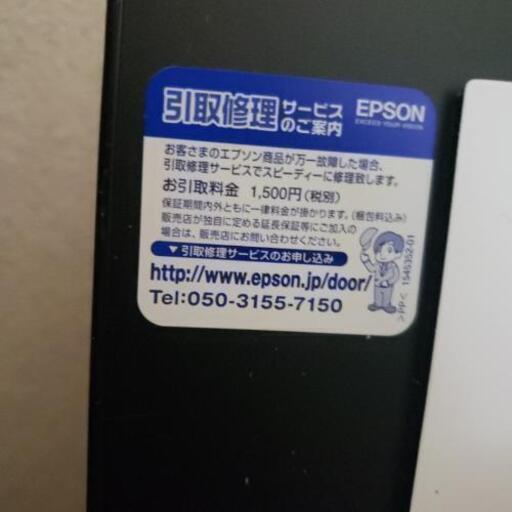 引取修理サービスのご案内
EPSON
EXCEED YOUR VISION
お客さまのエプソン商品が万一故障した場合、
引取修理サービスでスピーディーに修理致します。
お引取料金 1,500円(税別)
保証期間内外ともに一律料金が掛かります。(梱包料込み)
販売店が独自に定める延長保証等にご加入の
場合は、販売店にお問い合わせください。
▼引取修理サービスのお申し込み
http://www.epson.jp/door/
Tel:050-3155-7150
>PP< 1545352-01